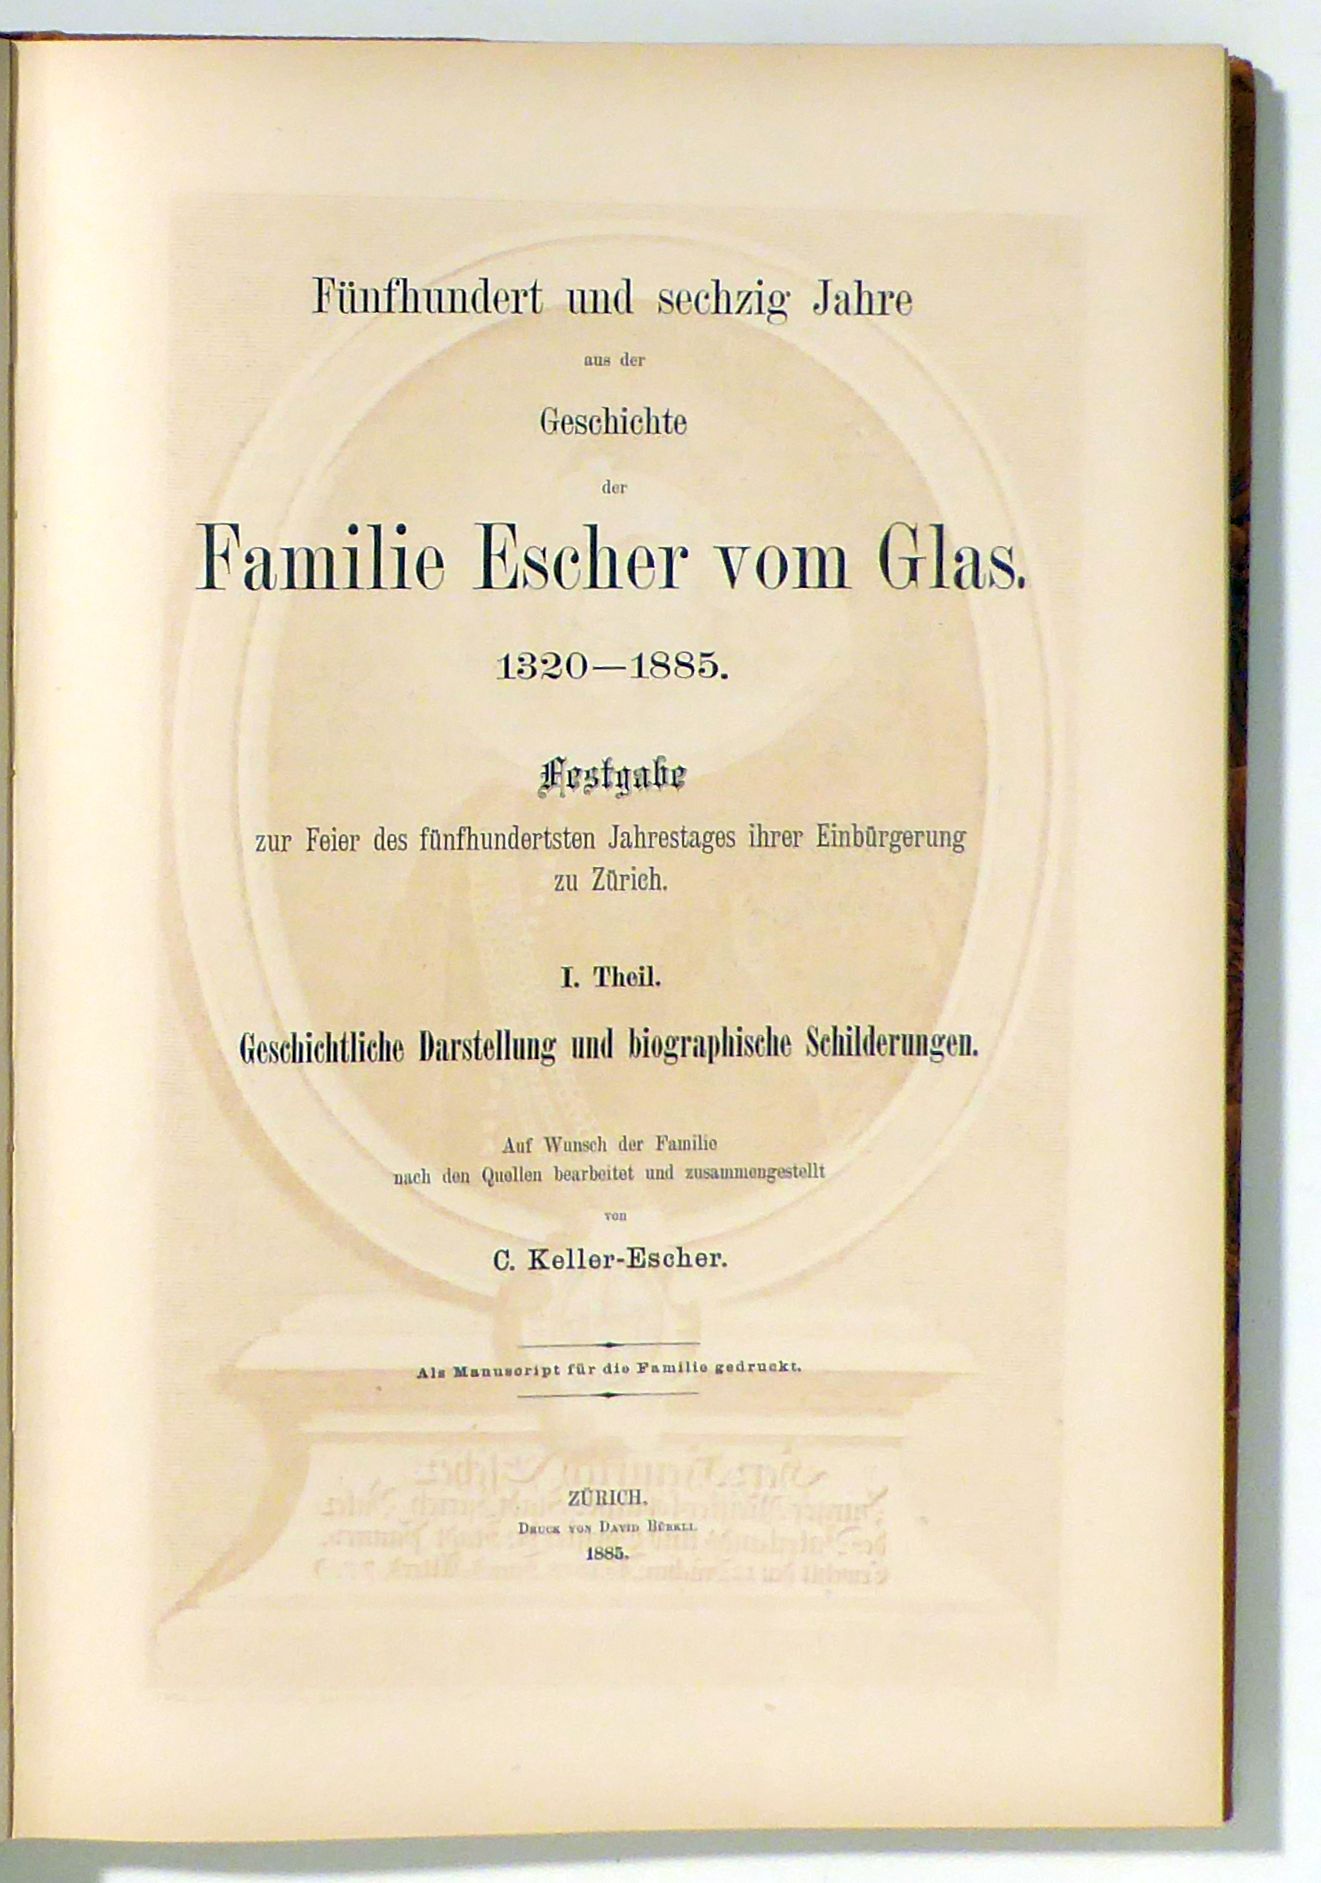 Fünfhundert und sechzig Jahre
aus der
Geschichte
der
Familie Escher vom Glas.
1320—1885.
Festgabe
zur Feier des fünfhundertsten Jahrestages ihrer Einbürgerung
zu Zürich.
I. Theil.
Geschichtliche Darstellung und biographische Schilderungen.
Auf Wunsch der Familie
nach den Quellen bearbeitet und zusammengestellt
von
C. Keller-Escher.
Als Manuscript für die Familie gedruckt.
ZÜRICH.
Druck von David Bürkli.
1885.